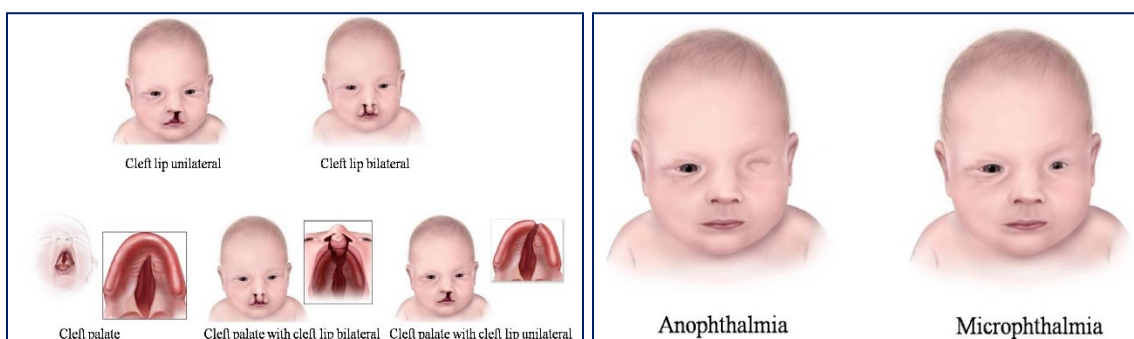 Cleft lip unilateral
Cleft lip bilateral
Cleft palate
Cleft palate with cleft lip bilateral
Cleft palate with cleft lip unilateral
Anophthalmia
Microphthalmia